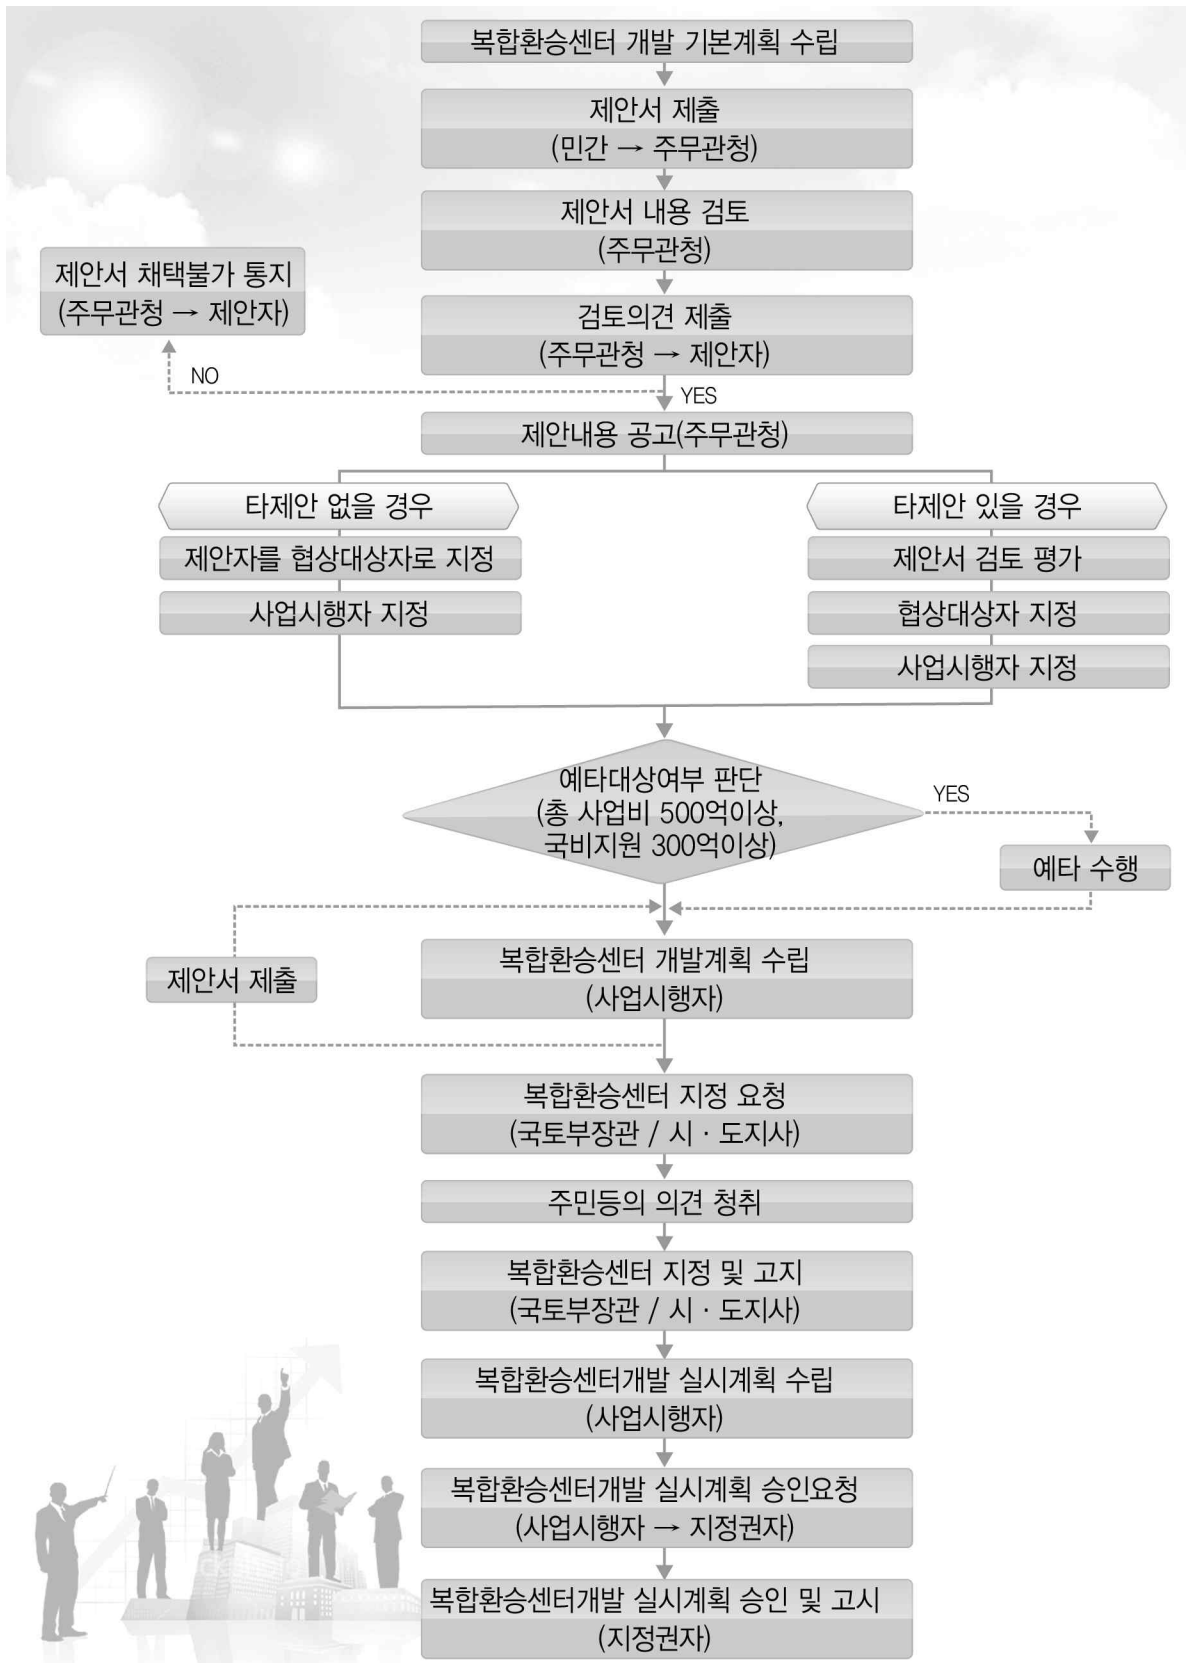 복합환승센터 개발 기본계획 수립
제안서 제출
(민간 → 주무관청)
제안서 내용 검토
(주무관청)
제안서 채택불가 통지
(주무관청 → 제안자)
검토의견 제출
(주무관청 → 제안자)
NO
YES
제안내용 공고(주무관청)
타제안 없을 경우
제안자를 협상대상자로 지정
사업시행자 지정
타제안 있을 경우
제안서 검토 평가
협상대상자 지정
사업시행자 지정
예타대상여부 판단
(총 사업비 500억이상,
국비지원 300억이상)
YES
예타 수행
제안서 제출
복합환승센터 개발계획 수립
(사업시행자)
복합환승센터 지정 요청
(국토부장관 / 시 · 도지사)
주민등의 의견 청취
복합환승센터 지정 및 고지
(국토부장관 / 시 · 도지사)
복합환승센터개발 실시계획 수립
(사업시행자)
복합환승센터개발 실시계획 승인요청
(사업시행자 → 지정권자)
복합환승센터개발 실시계획 승인 및 고시
(지정권자)